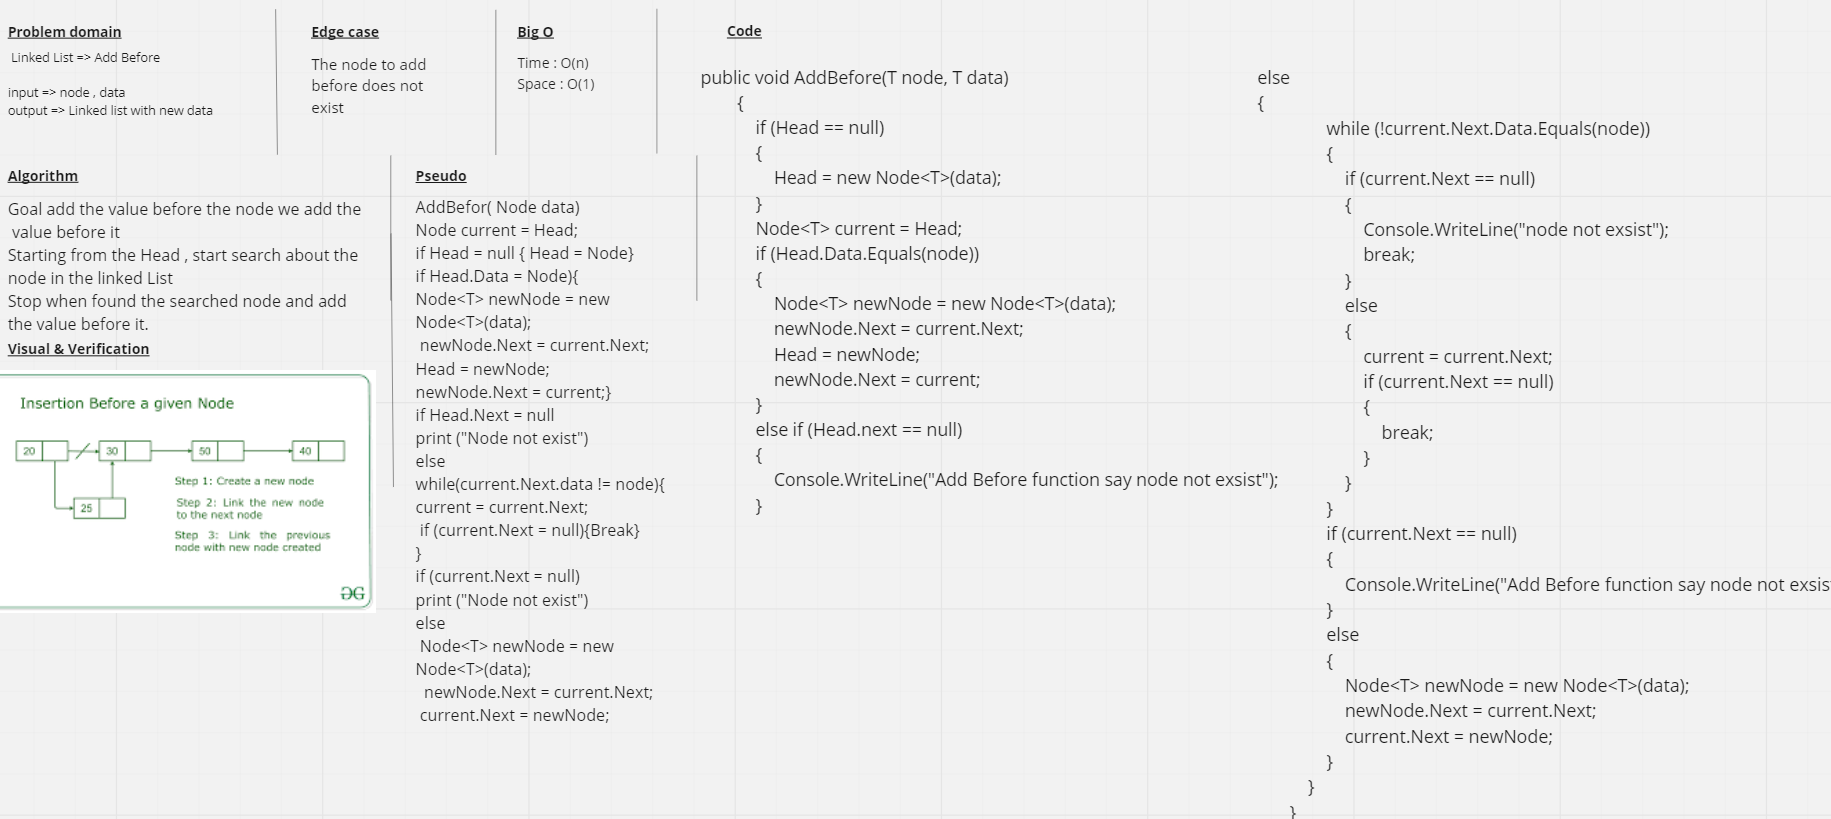 Problem domain
Linked List => Add Before
input => node , data
output => Linked list with new data
Edge case
The node to add
before does not
exist
Big O
Time : O(n)
Space : O(1)
Algorithm
Goal add the value before the node we add the
value before it
Starting from the Head , start search about the
node in the linked List
Stop when found the searched node and add
the value before it.
Visual & Verification
Insertion Before a given Node
20
30
50
40
25
Step 1: Create a new node
Step 2: Link the new node
to the next node
Step 3: Link the previous
node with new node created
Pseudo
AddBefor( Node data)
Node current = Head;
if Head = null { Head = Node}
if Head.Data = Node){
Node<T> newNode = new
Node<T>(data);
newNode.Next = current.Next;
Head = newNode;
newNode.Next = current;}
if Head.Next = null
print ("Node not exist")
else
while(current.Next.data != node){
current = current.Next;
if (current.Next = null){Break}
}
if (current.Next = null)
print ("Node not exist")
else
Node<T> newNode = new
Node<T>(data);
newNode.Next = current.Next;
current.Next = newNode;
Code
public void AddBefore(T node, T data)
{
if (Head == null)
{
Head = new Node<T>(data);
}
Node<T> current = Head;
if (Head.Data.Equals(node))
{
Node<T> newNode = new Node<T>(data);
newNode.Next = current.Next;
Head = newNode;
newNode.Next = current;
}
else if (Head.next == null)
{
Console.WriteLine("Add Before function say node not exsist");
}
else
{
while (!current.Next.Data.Equals(node))
{
if (current.Next == null)
{
Console.WriteLine("node not exsist");
break;
}
else
{
current = current.Next;
if (current.Next == null)
{
break;
}
}
}
if (current.Next == null)
{
Console.WriteLine("Add Before function say node not exsis
}
else
{
Node<T> newNode = new Node<T>(data);
newNode.Next = current.Next;
current.Next = newNode;
}
}
}